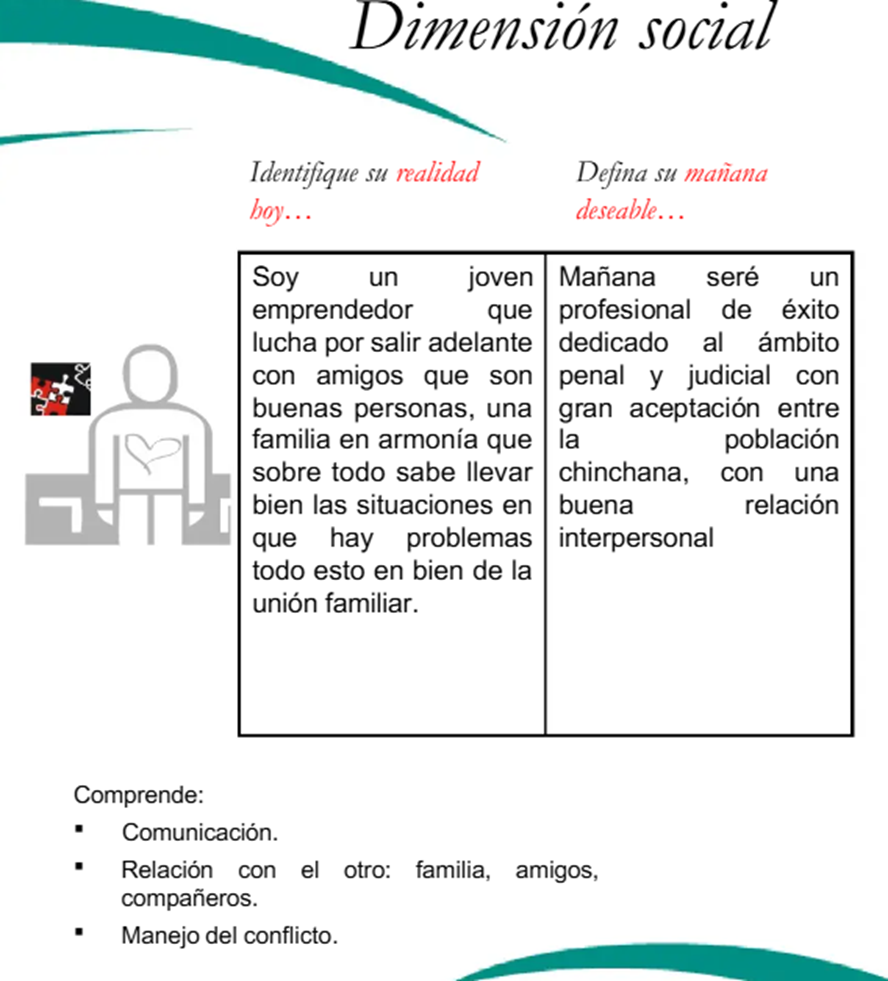 Dimensión social
Identifique su realidad
hoy...
Defina su mañana
deseable...
Soy un joven
emprendedor que
lucha por salir adelante
con amigos que son
buenas personas, una
familia en armonía que
sobre todo sabe llevar
bien las situaciones en
que hay problemas
todo esto en bien de la
unión familiar.
Mañana seré un
profesional de éxito
dedicado al ámbito
penal y judicial con
gran aceptación entre
la población
chinchana, con una
buena relación
interpersonal
Comprende:
▪ Comunicación.
▪ Relación con el otro: familia, amigos,
compañeros.
▪ Manejo del conflicto.